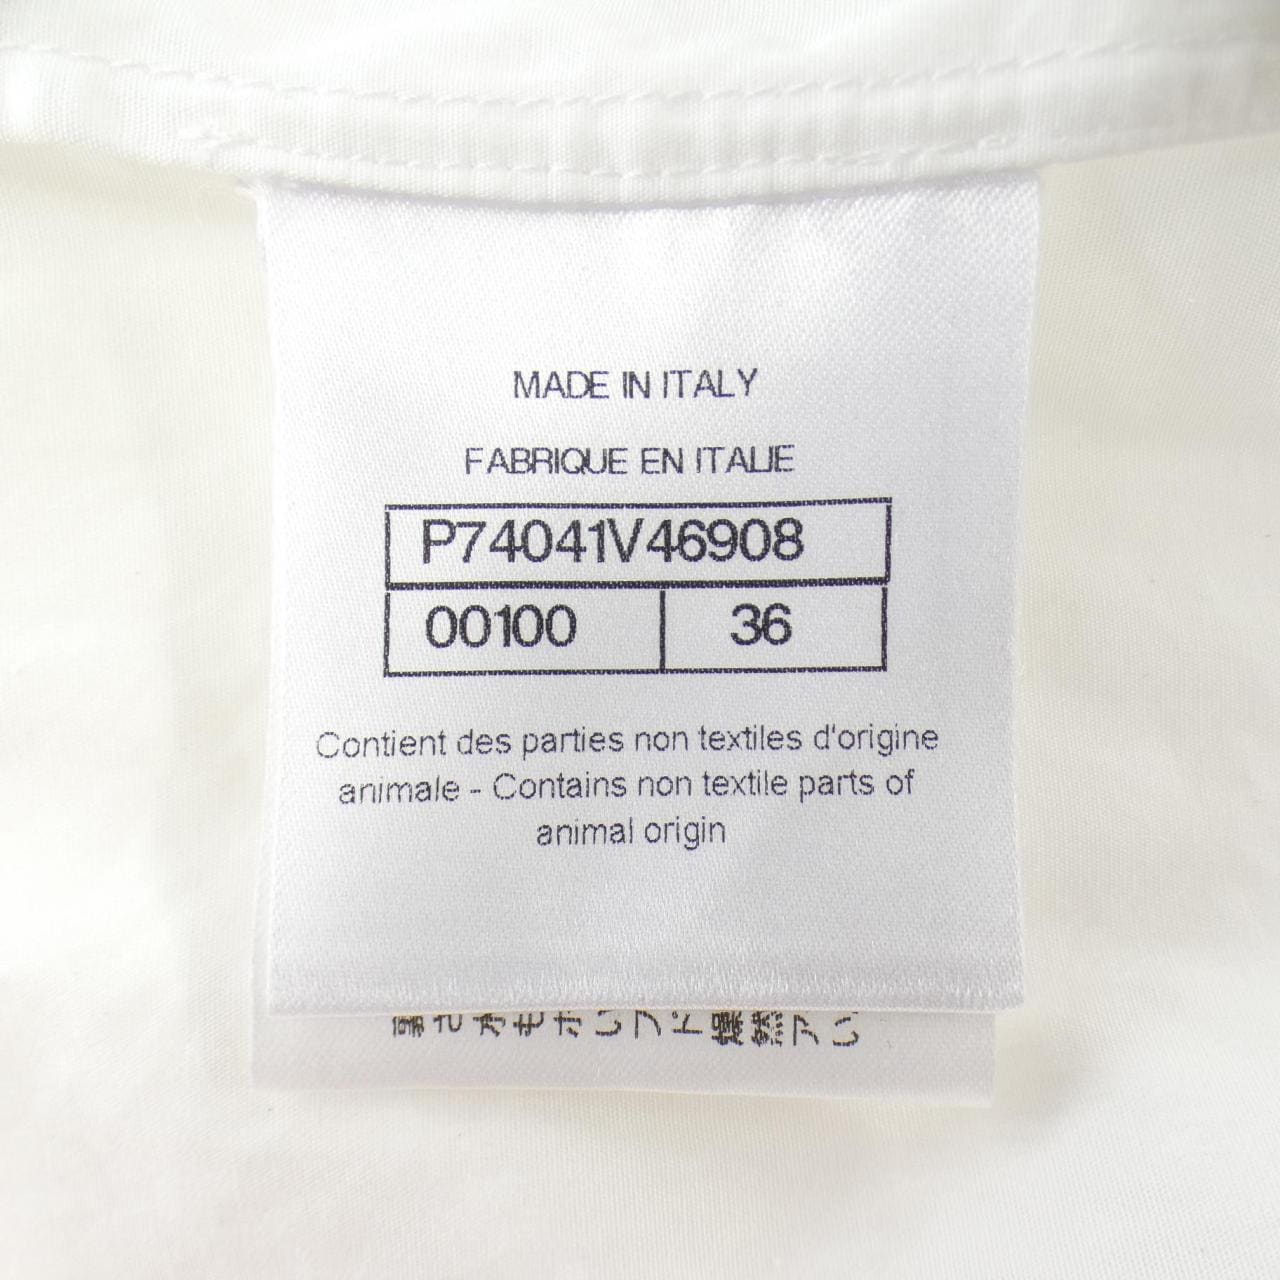 MADE IN ITALY
FABRIQUE EN ITALIE
P74041V46908
00100 36
Contient des parties non textiles d'origine
animale - Contains non textile parts of
animal origin